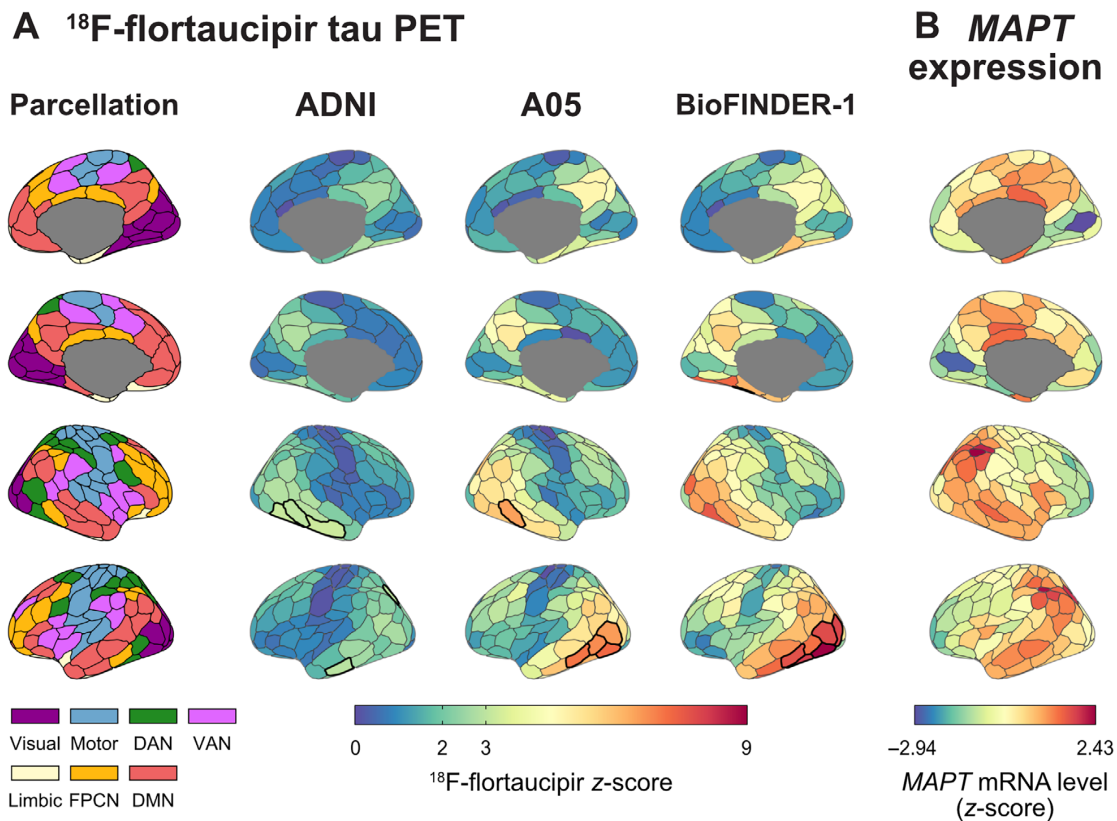 A ¹⁸F-flortaucipir tau PET
B MAPT
expression
Parcellation
ADNI
A05
BioFINDER-1
Visual Motor DAN VAN
Limbic FPCN DMN
0 2 3 9
¹⁸F-flortaucipir z-score
−2.94 2.43
MAPT mRNA level
(z-score)